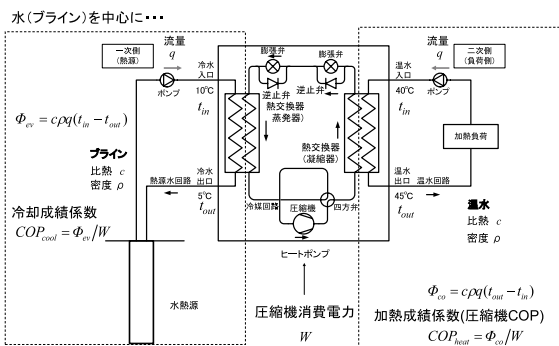 水(ブライン)を中心に・・・
一次側
(熱源)
流量
q
ポンプ
冷水
入口
10℃
t_in
Φ_ev = cρq(t_in − t_out)
ブライン
比熱 c
密度 ρ
熱源水回路
冷水
出口
5℃
t_out
冷却成績係数
COP_cool = Φ_ev/W
水熱源
膨張弁
膨張弁
逆止弁
逆止弁
熱交換器
蒸発器)
熱交換器
(凝縮器)
冷媒回路
圧縮機
四方弁
ヒートポンプ
圧縮機消費電力
W
温水
入口
40℃
t_in
流量
q
ポンプ
二次側
(負荷側)
加熱負荷
温水
出口
45℃
t_out
温水回路
温水
比熱 c
密度 ρ
Φ_co = cρq(t_out − t_in)
加熱成績係数(圧縮機COP)
COP_heat = Φ_co/W